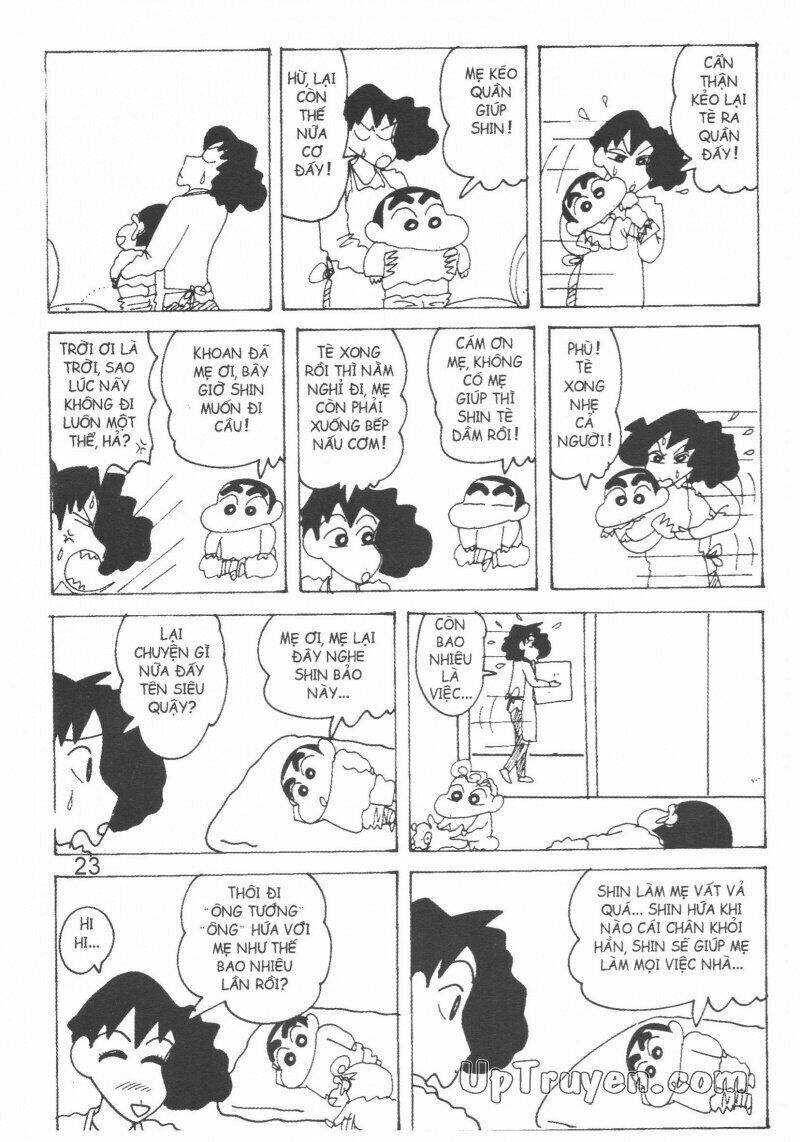 CẨN
THẬN
KẺO LẠI
TÈ RA
QUẦN
ĐẤY!
MẸ KÉO
QUẦN
GIÚP
SHIN!
HỪ, LẠI
CÒN
THẾ
NỮA
CƠ
ĐẤY!
PHÙ!
TÈ
XONG
NHẸ
CẢ
NGƯỜI!
CÁM ƠN
MẸ, KHÔNG
CÓ MẸ
GIÚP THÌ
SHIN TÈ
DẦM RỒI!
TÈ XONG
RỒI THÌ NẰM
NGHỈ ĐI, MẸ
CÒN PHẢI
XUỐNG BẾP
NẤU CƠM!
KHOAN ĐÃ
MẸ ƠI, BÂY
GIỜ SHIN
MUỐN ĐI
CẦU!
TRỜI ƠI LÀ
TRỜI, SAO
LÚC NÃY
KHÔNG ĐI
LUÔN MỘT
THỂ, HẢ?
CÒN
BAO
NHIÊU
LÀ
VIỆC...
MẸ ƠI, MẸ LẠI
ĐÂY NGHE
SHIN BẢO
NÀY...
LẠI
CHUYỆN GÌ
NỮA ĐẤY
TÊN SIÊU
QUẬY?
SHIN LÀM MẸ VẤT VẢ
QUÁ... SHIN HỨA KHI
NÀO CÁI CHÂN KHỎI
HẲN, SHIN SẼ GIÚP MẸ
LÀM MỌI VIỆC NHÀ...
THÔI ĐI
"ÔNG TƯỚNG"
"ÔNG" HỨA VỚI
MẸ NHƯ THẾ
BAO NHIÊU
LẦN RỒI?
HI
HI...
23
UpTruyen.com